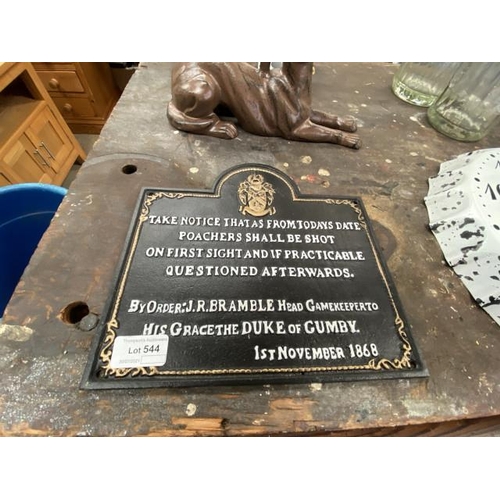 TAKE NOTICE THAT AS FROM TODAYS DATE
POACHERS SHALL BE SHOT
ON FIRST SIGHT AND IF PRACTICABLE
QUESTIONED AFTERWARDS.
BY ORDER: J.R. BRAMBLE HEAD GAMEKEEPER TO
HIS GRACE THE DUKE OF GUMBY.
1ST NOVEMBER 1868
Lot 544